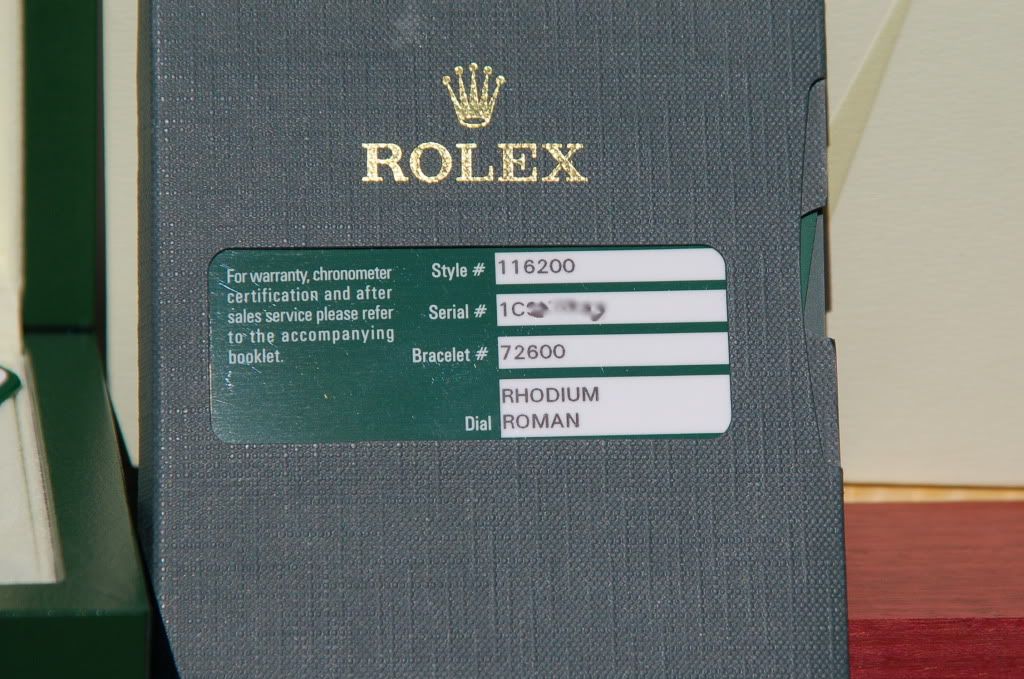 ROLEX
For warranty, chronometer
certification and after
sales service please refer
to the accompanying
booklet.
Style # 116200
Serial #
Bracelet # 72600
Dial RHODIUM
ROMAN